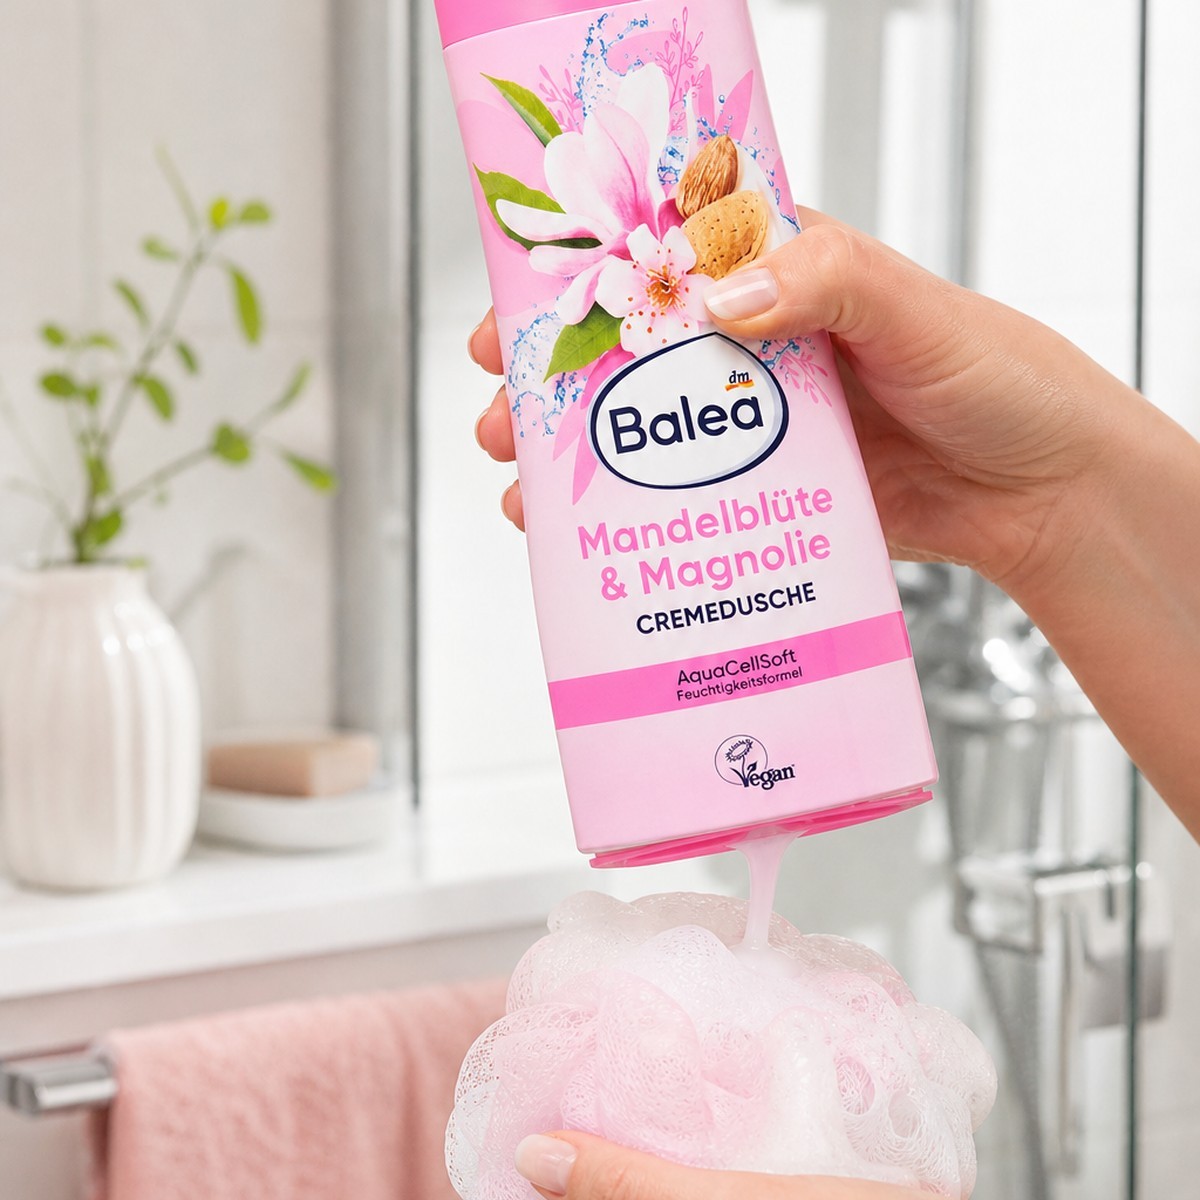 dm
Balea
Mandelblüte
& Magnolie
CREMEDUSCHE
AquaCellSoft
Feuchtigkeitsformel
Vegan